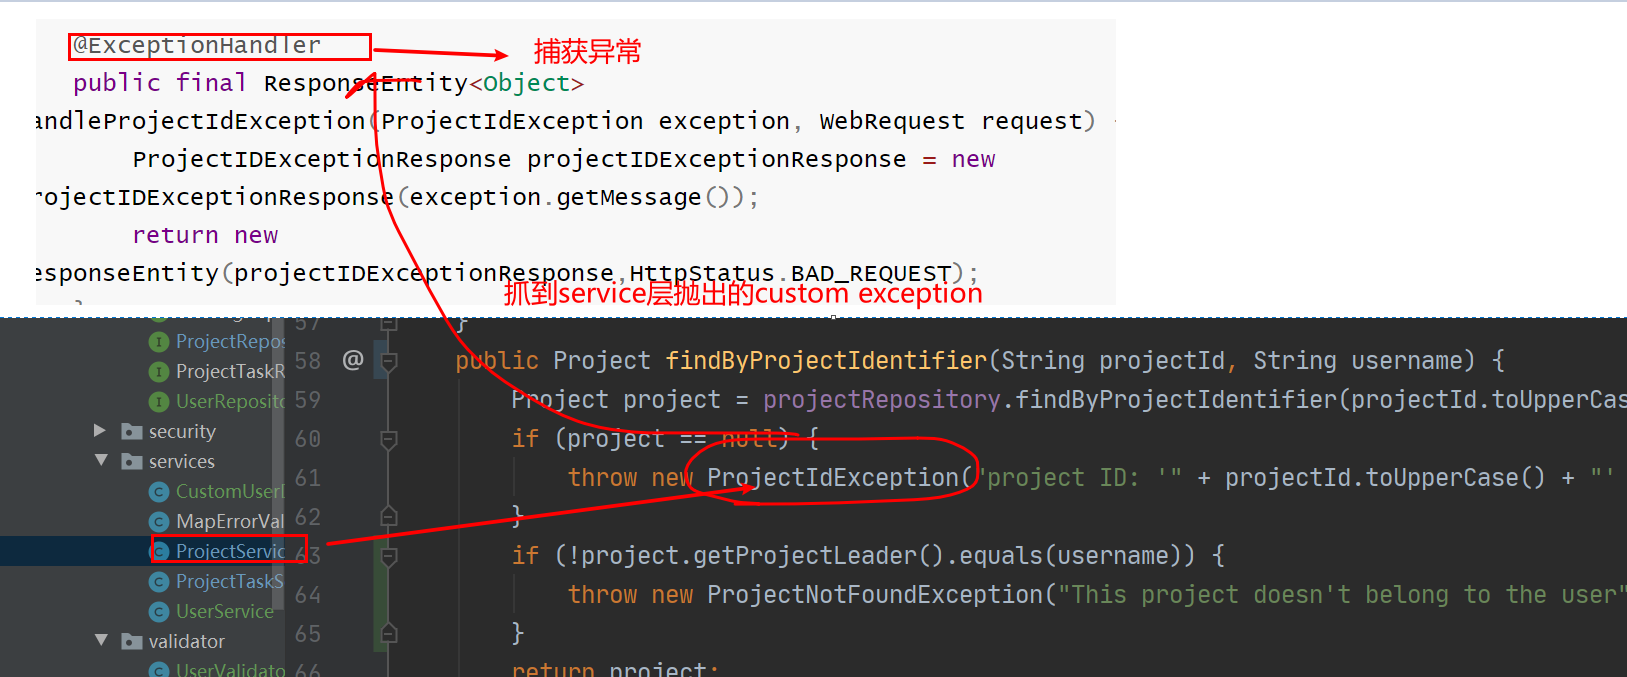 @ExceptionHandler
捕获异常
public final ResponseEntity<Object>
andleProjectIdException(ProjectIdException exception, WebRequest request)
ProjectIDExceptionResponse projectIDExceptionResponse = new
rojectIDExceptionResponse(exception.getMessage());
return new
esponseEntity(projectIDExceptionResponse,HttpStatus.BAD_REQUEST);
抓到service层抛出的custom exception
57 }
ProjectRepos
58 @ public Project findByProjectIdentifier(String projectId, String username) {
ProjectTaskR
59 Project project = projectRepository.findByProjectIdentifier(projectId.toUpperCas
UserReposito
60 if (project == null) {
security
61 throw new ProjectIdException("project ID: '" + projectId.toUpperCase() + "'
services
CustomUserD
62 }
MapErrorVal
63 if (!project.getProjectLeader().equals(username)) {
ProjectServic
ProjectTaskS
64 throw new ProjectNotFoundException("This project doesn't belong to the user"
UserService
65 }
validator
66 return project;
UserValidato